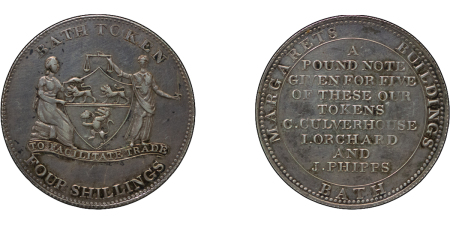 BATH TOKEN
TO FACILITATE TRADE
FOUR SHILLINGS
MARGARETS BUILDINGS
A
POUND NOTE
GIVEN FOR FIVE
OF THESE OUR
TOKENS
C. CULVERHOUSE
I. ORCHARD
AND
J. PHIPPS
BATH